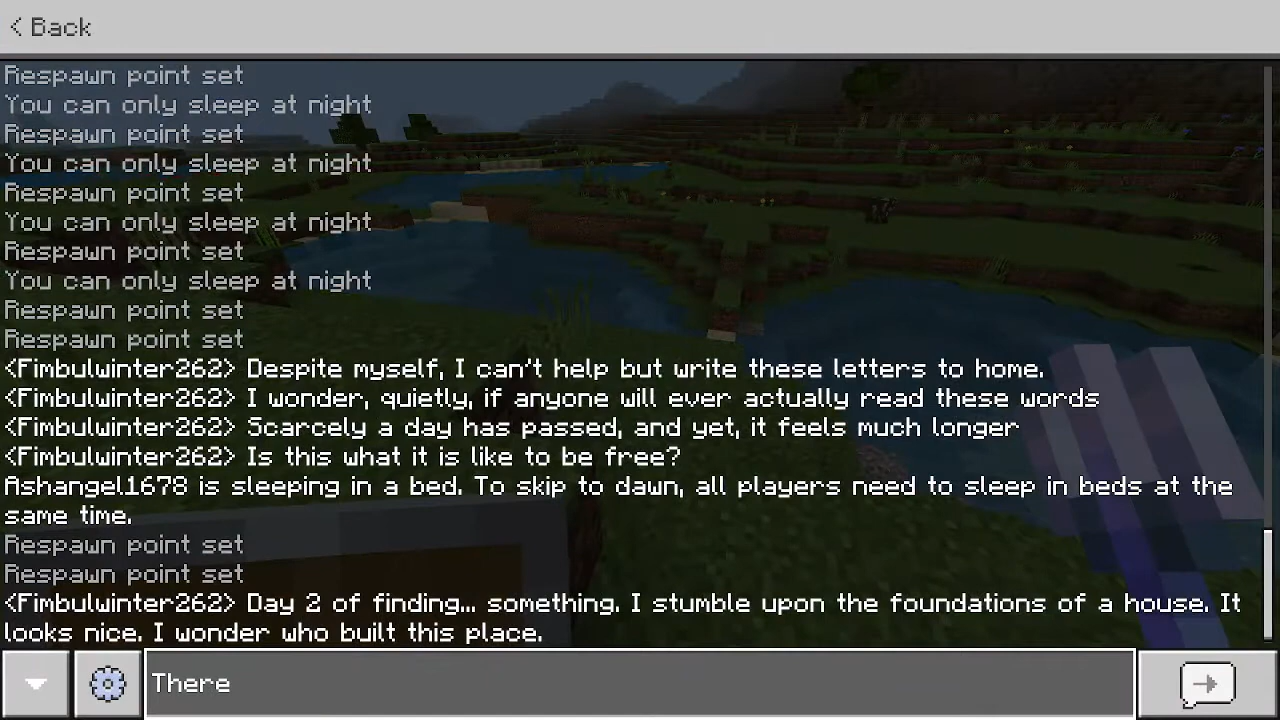 < Back
Respawn point set
You can only sleep at night
Respawn point set
You can only sleep at night
Respawn point set
You can only sleep at night
Respawn point set
You can only sleep at night
Respawn point set
Respawn point set
<Fimbulwinter262> Despite myself, I can't help but write these letters to home.
<Fimbulwinter262> I wonder, quietly, if anyone will ever actually read these words
<Fimbulwinter262> Scarcely a day has passed, and yet, it feels much longer
<Fimbulwinter262> Is this what it is like to be free?
Ashangel1678 is sleeping in a bed. To skip to dawn, all players need to sleep in beds at the
same time.
Respawn point set
Respawn point set
<Fimbulwinter262> Day 2 of finding... something. I stumble upon the foundations of a house. It
looks nice. I wonder who built this place.
There